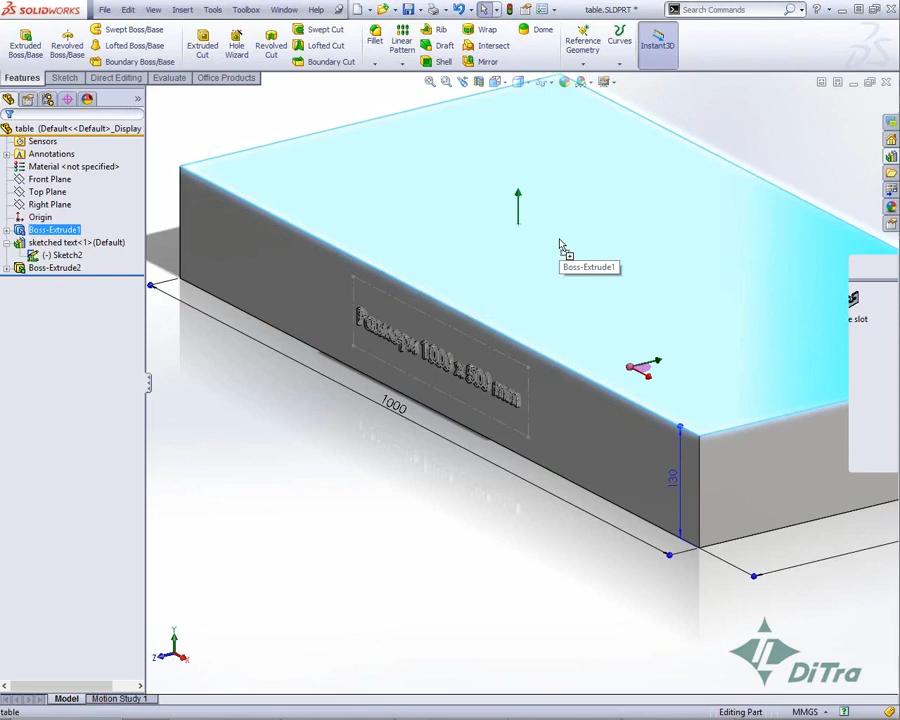 SOLIDWORKS File Edit View Insert Tools Toolbox Window Help table.SLDPRT * Search Commands
Extruded Boss/Base
Revolved Boss/Base
Swept Boss/Base
Lofted Boss/Base
Boundary Boss/Base
Extruded Cut
Hole Wizard
Revolved Cut
Swept Cut
Lofted Cut
Boundary Cut
Fillet
Linear Pattern
Rib
Draft
Shell
Wrap
Intersect
Mirror
Dome
Reference Geometry
Curves
Instant3D
Features Sketch Direct Editing Evaluate Office Products
table (Default<<Default>_Display
Sensors
Annotations
Material <not specified>
Front Plane
Top Plane
Right Plane
Origin
Boss-Extrude1
sketched text<1>(Default)
(-) Sketch2
Boss-Extrude2
Boss-Extrude1
e slot
Размери 1000 x 500 mm
1000
130
Y
Z
X
DiTra
Model Motion Study 1
table Editing Part MMGS